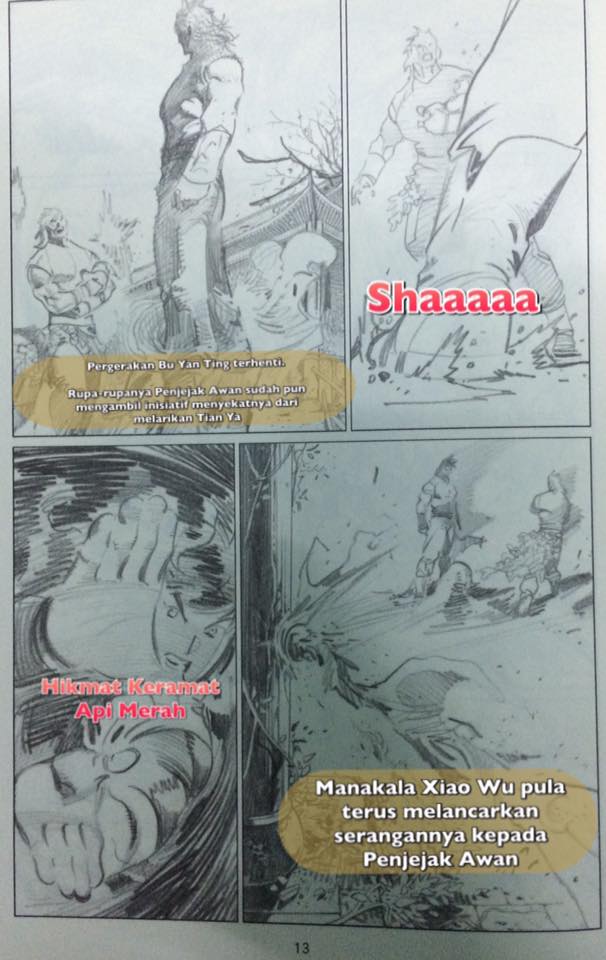 Pergerakan Bu Yan Ting terhenti.
Rupa-rupanya Penjejak Awan sudah pun
mengambil inisiatif menyekatnya dari
melarikan Tian Ya
Shaaaaa
Hikmat Keramat
Api Merah
Manakala Xiao Wu pula
terus melancarkan
serangannya kepada
Penjejak Awan
13